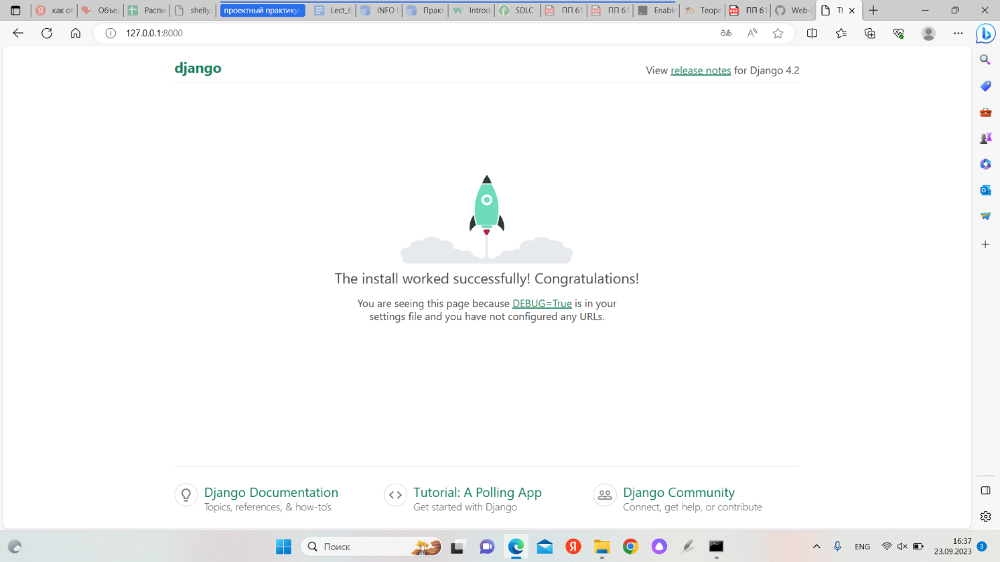 как об
Объед
Распи
shelly.
проектный практикум
Lect_6
INFO
Практ
Introd
SDLC
ПП 61
ПП 61
Enable
Теоре
ПП 61
Web-D
Th
127.0.0.1:8000
django
View release notes for Django 4.2
The install worked successfully! Congratulations!
You are seeing this page because DEBUG=True is in your
settings file and you have not configured any URLs.
Django Documentation
Topics, references, & how-to's
Tutorial: A Polling App
Get started with Django
Django Community
Connect, get help, or contribute
Поиск
ENG
16:37
23.09.2023
3